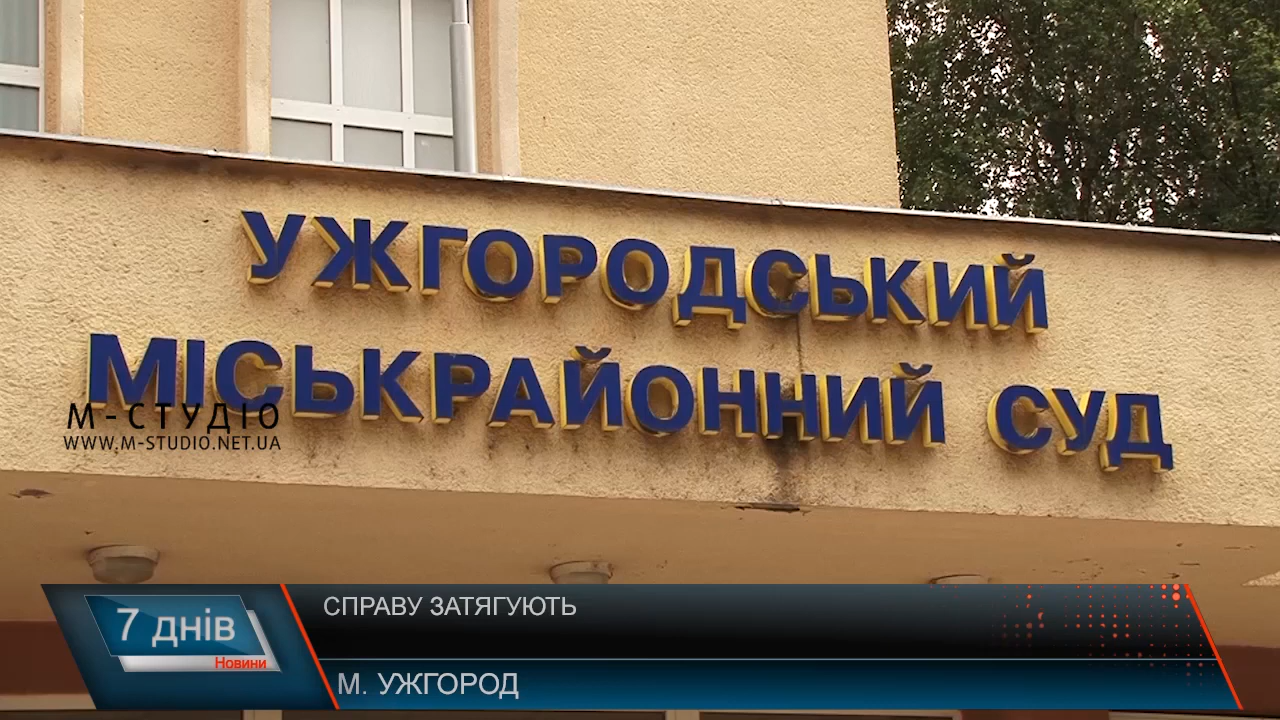 УЖГОРОДСЬКИЙ
МІСЬКРАЙОННИЙ СУД
М-СТУДІО
WWW.M-STUDIO.NET.UA
7 днів
Новини
СПРАВУ ЗАТЯГУЮТЬ
М. УЖГОРОД